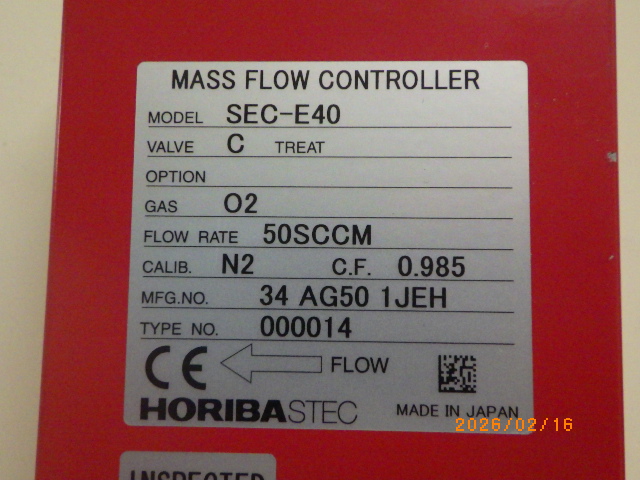 MASS FLOW CONTROLLER
MODEL SEC-E40
VALVE C TREAT
OPTION
GAS O2
FLOW RATE 50SCCM
CALIB. N2 C.F. 0.985
MFG.NO. 34 AG50 1JEH
TYPE NO. 000014
CE FLOW
HORIBASTEC MADE IN JAPAN
2026/02/16
INSPECTED